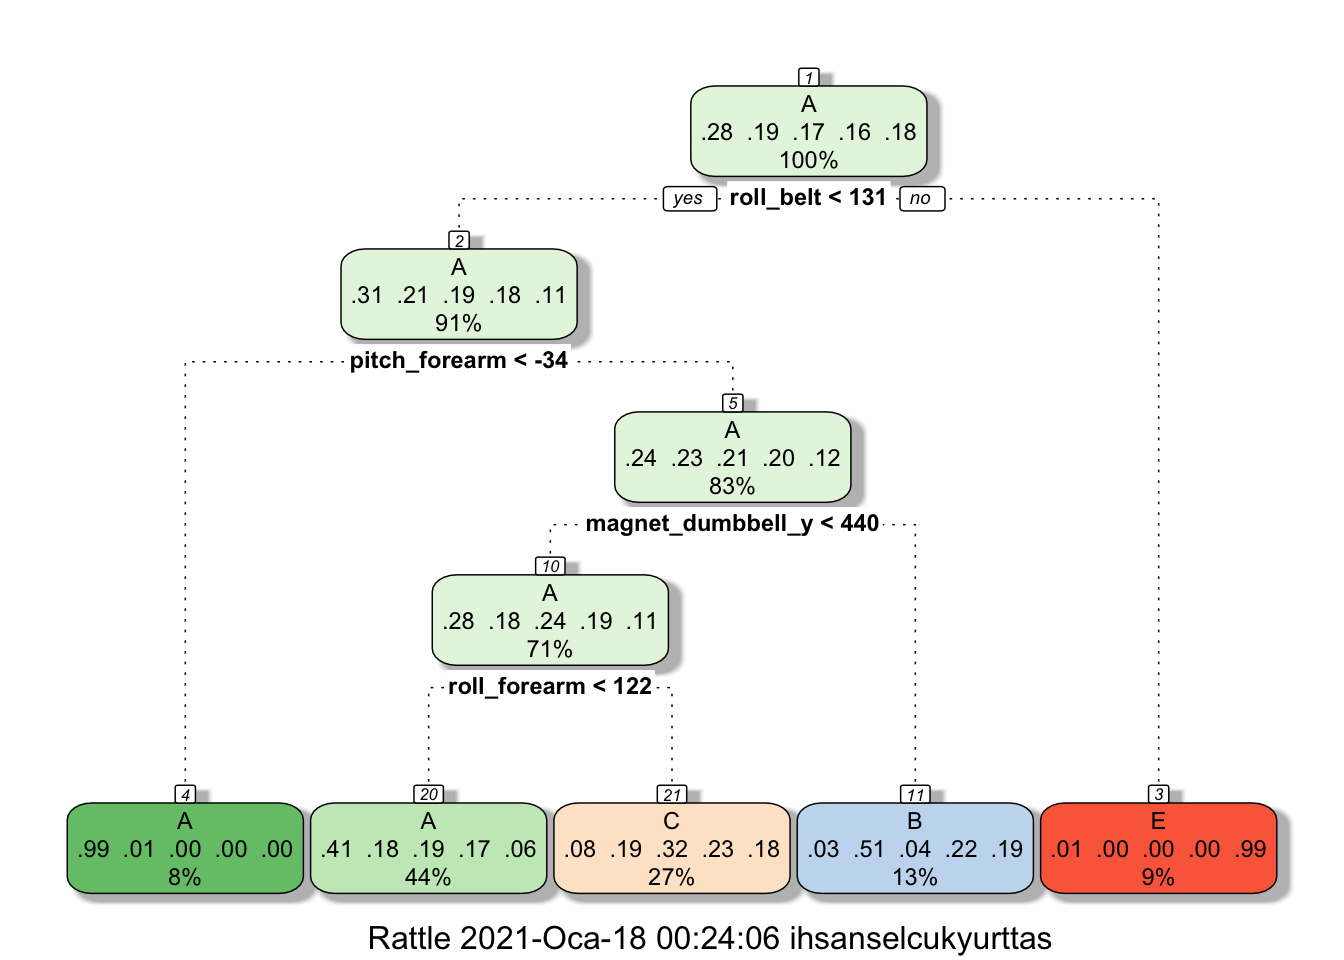 1
A
.28 .19 .17 .16 .18
100%
yes roll_belt < 131 no
2
A
.31 .21 .19 .18 .11
91%
pitch_forearm < -34
5
A
.24 .23 .21 .20 .12
83%
magnet_dumbbell_y < 440
10
A
.28 .18 .24 .19 .11
71%
roll_forearm < 122
4
A
.99 .01 .00 .00 .00
8%
20
A
.41 .18 .19 .17 .06
44%
21
C
.08 .19 .32 .23 .18
27%
11
B
.03 .51 .04 .22 .19
13%
3
E
.01 .00 .00 .00 .99
9%
Rattle 2021-Oca-18 00:24:06 ihsanselcukyurttas